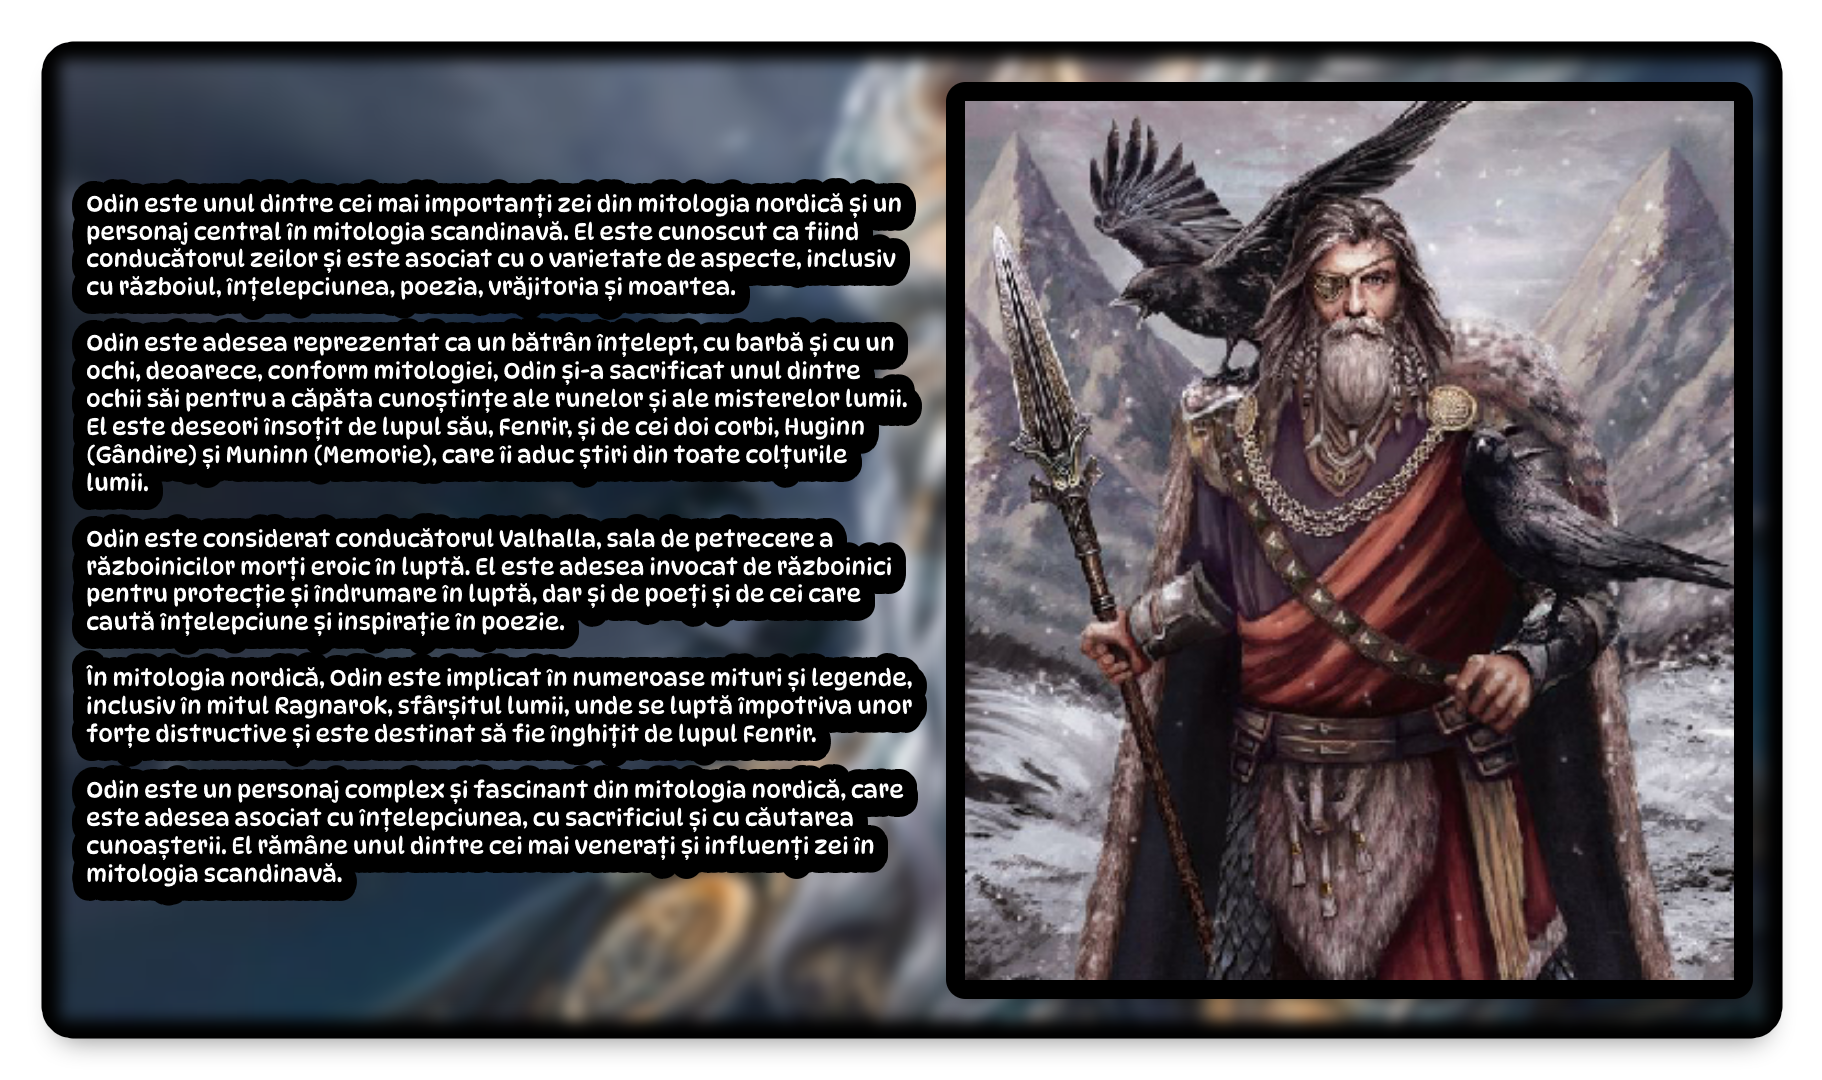 Odin este unul dintre cei mai importanți zei din mitologia nordică și un
personaj central în mitologia scandinavă. El este cunoscut ca fiind
conducătorul zeilor și este asociat cu o varietate de aspecte, inclusiv
cu războiul, înțelepciunea, poezia, vrăjitoria și moartea.
Odin este adesea reprezentat ca un bătrân înțelept, cu barbă și cu un
ochi, deoarece, conform mitologiei, Odin și-a sacrificat unul dintre
ochii săi pentru a căpăta cunoștințe ale runelor și ale misterelor lumii.
El este deseori însoțit de lupul său, Fenrir, și de cei doi corbi, Huginn
(Gândire) și Muninn (Memorie), care îi aduc știri din toate colțurile
lumii.
Odin este considerat conducătorul Valhalla, sala de petrecere a
războinicilor morți eroic în luptă. El este adesea invocat de războinici
pentru protecție și îndrumare în luptă, dar și de poeți și de cei care
caută înțelepciune și inspirație în poezie.
În mitologia nordică, Odin este implicat în numeroase mituri și legende,
inclusiv în mitul Ragnarok, sfârșitul lumii, unde se luptă împotriva unor
forțe distructive și este destinat să fie înghițit de lupul Fenrir.
Odin este un personaj complex și fascinant din mitologia nordică, care
este adesea asociat cu înțelepciunea, cu sacrificiul și cu căutarea
cunoașterii. El rămâne unul dintre cei mai venerați și influenți zei în
mitologia scandinavă.